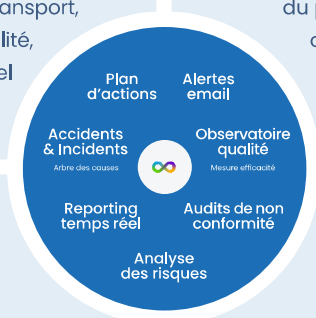 ansport,
lité,
el
du
Plan
d'actions
Alertes
email
Accidents
& Incidents
Arbre des causes
Observatoire
qualité
Mesure efficacité
Reporting
temps réel
Audits de non
conformité
Analyse
des risques